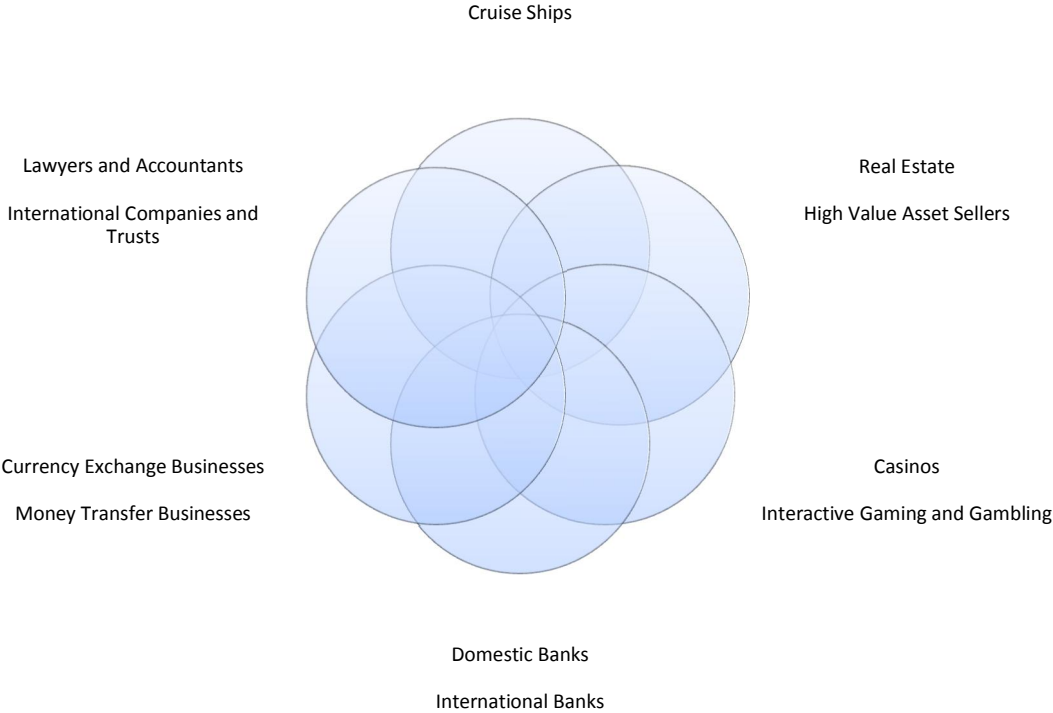 Cruise Ships
Lawyers and Accountants
International Companies and
Trusts
Real Estate
High Value Asset Sellers
Currency Exchange Businesses
Money Transfer Businesses
Casinos
Interactive Gaming and Gambling
Domestic Banks
International Banks